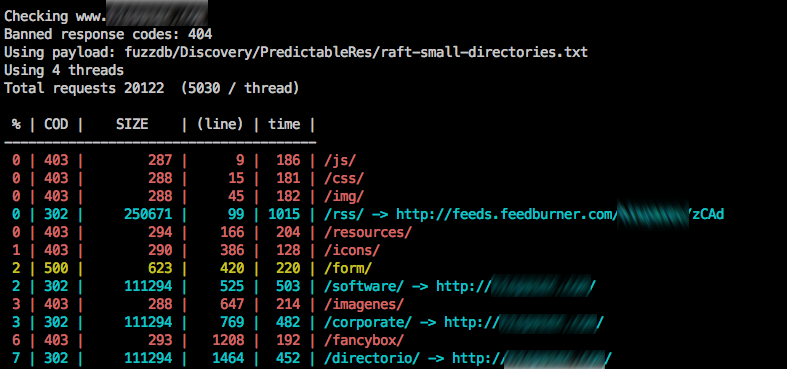 Checking www.
Banned response codes: 404
Using payload: fuzzdb/Discovery/PredictableRes/raft-small-directories.txt
Using 4 threads
Total requests 20122  (5030 / thread)
% | COD |    SIZE    | (line) | time |
----------------------------------------
0 | 403 |        287 |      9 |  186 | /js/
0 | 403 |        288 |     15 |  181 | /css/
0 | 403 |        288 |     45 |  182 | /img/
0 | 302 |     250671 |     99 | 1015 | /rss/ -> http://feeds.feedburner.com/ /zCAd
0 | 403 |        294 |    166 |  204 | /resources/
1 | 403 |        290 |    386 |  128 | /icons/
2 | 500 |        623 |    420 |  220 | /form/
2 | 302 |     111294 |    525 |  503 | /software/ -> http:// /
3 | 403 |        288 |    647 |  214 | /imagenes/
3 | 302 |     111294 |    769 |  482 | /corporate/ -> http:// /
6 | 403 |        293 |   1208 |  192 | /fancybox/
7 | 302 |     111294 |   1464 |  452 | /directorio/ -> http:// /